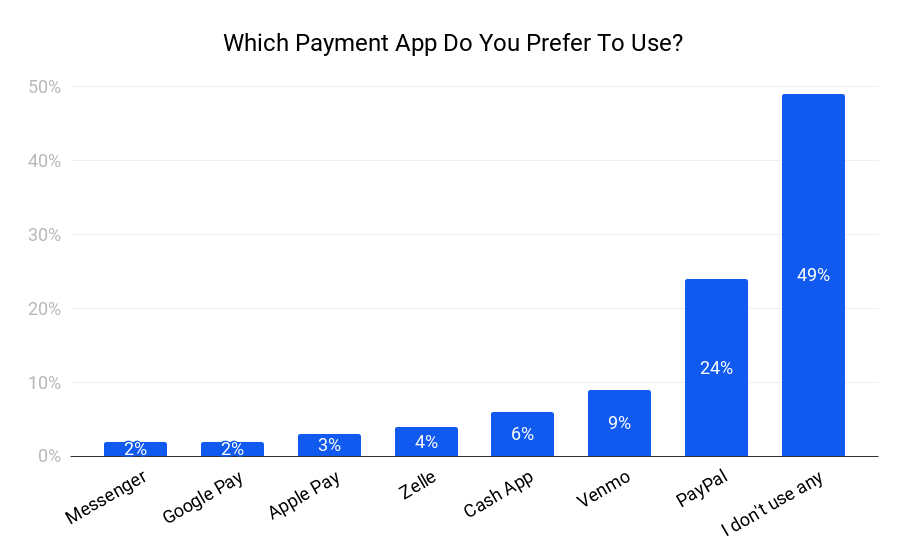 Which Payment App Do You Prefer To Use?
50%
40%
30%
20%
10%
0%
2%
2%
3%
4%
6%
9%
24%
49%
Messenger
Google Pay
Apple Pay
Zelle
Cash App
Venmo
PayPal
I don't use any